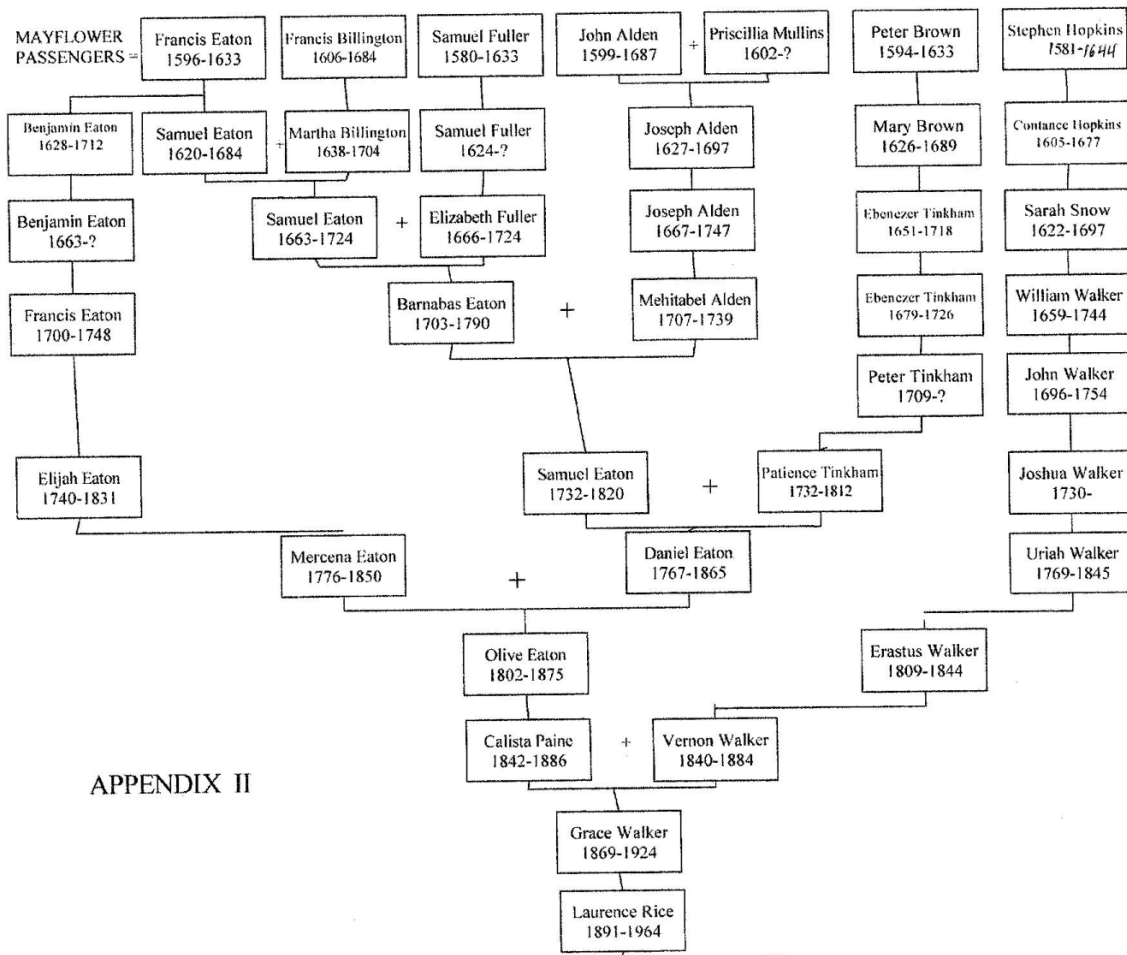 MAYFLOWER
PASSENGERS =
Francis Eaton
1596-1633
Francis Billington
1606-1684
Samuel Fuller
1580-1633
John Alden
1599-1687
+
Priscillia Mullins
1602-?
Peter Brown
1594-1633
Stephen Hopkins
1581-1644
Benjamin Eaton
1628-1712
Samuel Eaton
1620-1684
+
Martha Billington
1638-1704
Samuel Fuller
1624-?
Joseph Alden
1627-1697
Mary Brown
1626-1689
Contance Hopkins
1605-1677
Benjamin Eaton
1663-?
Samuel Eaton
1663-1724
+
Elizabeth Fuller
1666-1724
Joseph Alden
1667-1747
Ebenezer Tinkham
1651-1718
Sarah Snow
1622-1697
Francis Eaton
1700-1748
Barnabas Eaton
1703-1790
+
Mehitabel Alden
1707-1739
Ebenezer Tinkham
1679-1726
William Walker
1659-1744
Peter Tinkham
1709-?
John Walker
1696-1754
Elijah Eaton
1740-1831
Samuel Eaton
1732-1820
+
Patience Tinkham
1732-1812
Joshua Walker
1730-
Mercena Eaton
1776-1850
+
Daniel Eaton
1767-1865
Uriah Walker
1769-1845
Olive Eaton
1802-1875
Erastus Walker
1809-1844
Calista Paine
1842-1886
+
Vernon Walker
1840-1884
APPENDIX II
Grace Walker
1869-1924
Laurence Rice
1891-1964